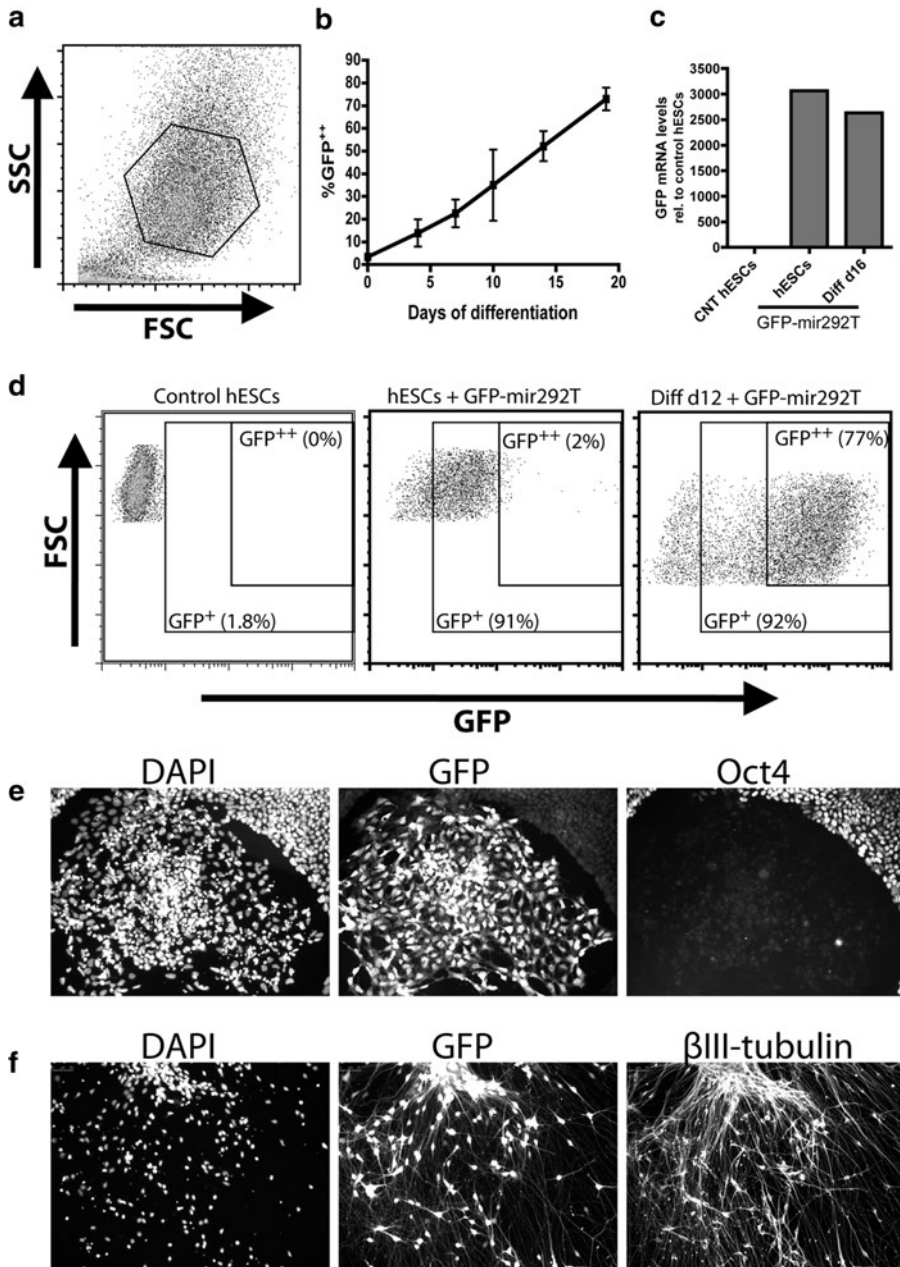 a
SSC
FSC
b
%GFP++
90
80
70
60
50
40
30
20
10
0
0 5 10 15 20
Days of differentiation
c
GFP mRNA levels
rel. to control hESCs
3500
3000
2500
2000
1500
1000
500
0
CNT hESCs
hESCs
Diff d16
GFP-mir292T
d
Control hESCs
hESCs + GFP-mir292T
Diff d12 + GFP-mir292T
GFP++ (0%)
GFP++ (2%)
GFP++ (77%)
FSC
GFP+ (1.8%)
GFP+ (91%)
GFP+ (92%)
GFP
e
DAPI
GFP
Oct4
f
DAPI
GFP
βIII-tubulin